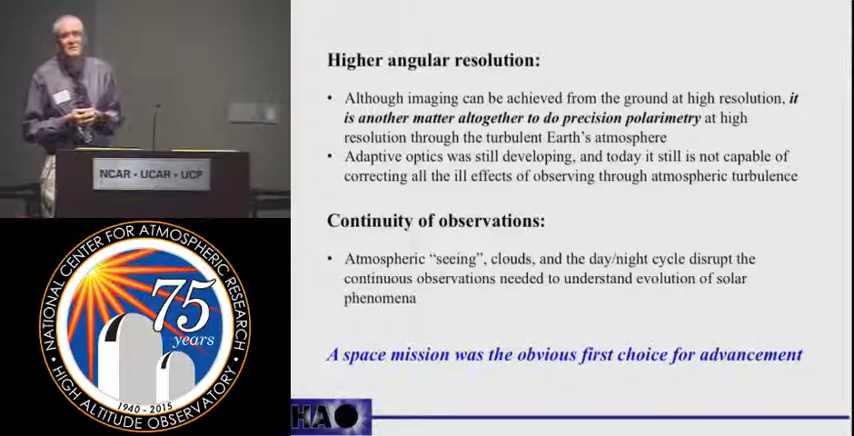 Higher angular resolution:
• Although imaging can be achieved from the ground at high resolution, it
is another matter altogether to do precision polarimetry at high
resolution through the turbulent Earth's atmosphere
• Adaptive optics was still developing, and today it still is not capable of
correcting all the ill effects of observing through atmospheric turbulence
Continuity of observations:
• Atmospheric "seeing", clouds, and the day/night cycle disrupt the
continuous observations needed to understand evolution of solar
phenomena
A space mission was the obvious first choice for advancement
NCAR • UCAR • UCP
NATIONAL CENTER FOR ATMOSPHERIC RESEARCH
75
years
1940 - 2015
HIGH ALTITUDE OBSERVATORY
HAO